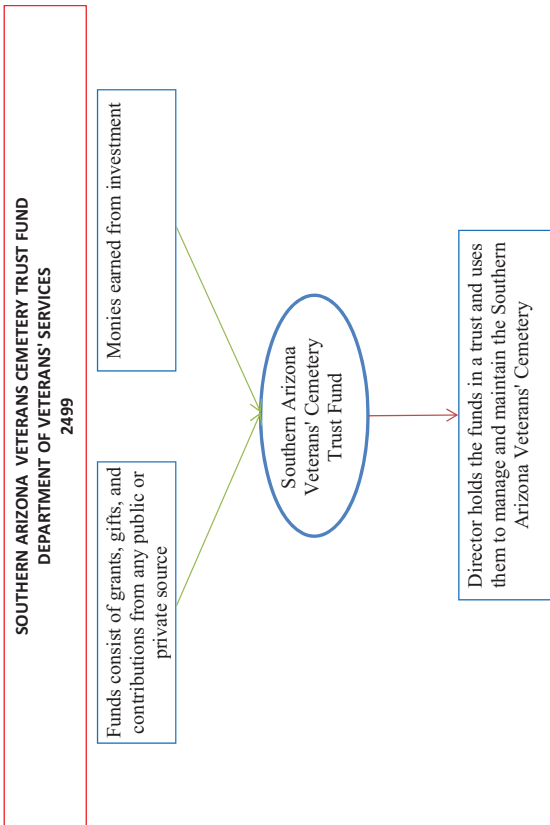 SOUTHERN ARIZONA VETERANS CEMETERY TRUST FUND
DEPARTMENT OF VETERANS' SERVICES
2499
Funds consist of grants, gifts, and
contributions from any public or
private source
Monies earned from investment
Southern Arizona
Veterans' Cemetery
Trust Fund
Director holds the funds in a trust and uses
them to manage and maintain the Southern
Arizona Veterans' Cemetery